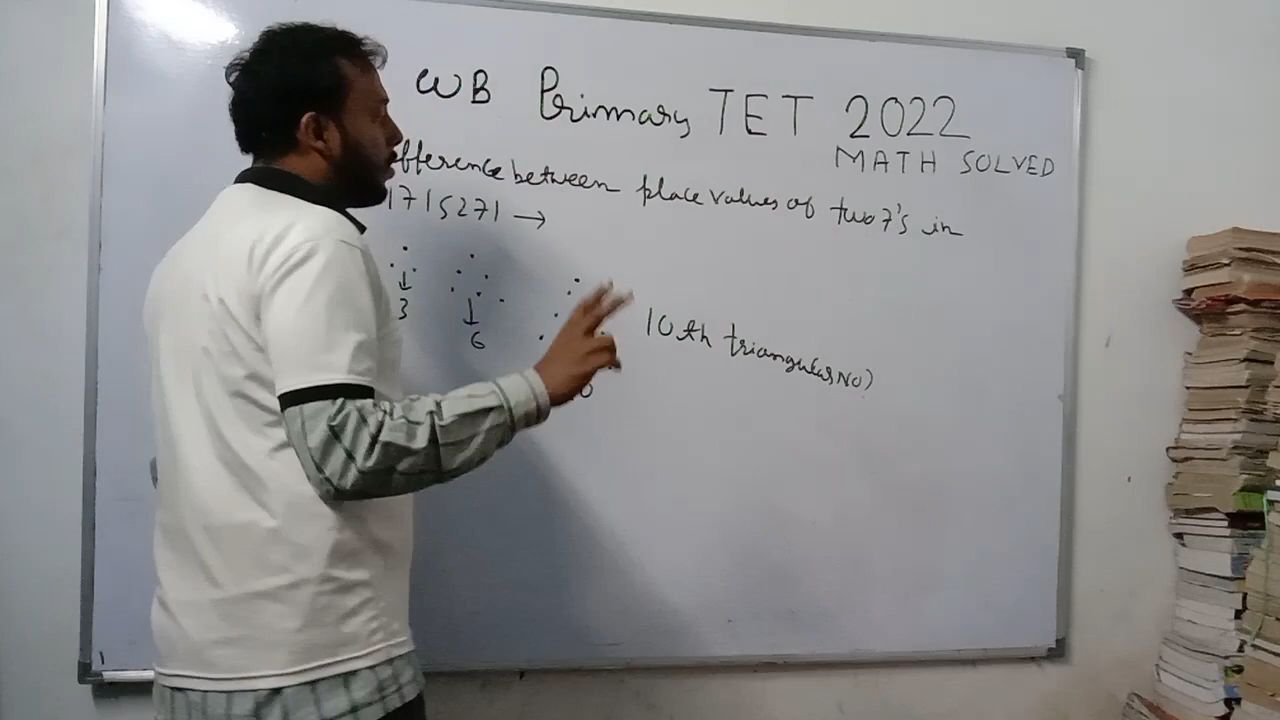 WB Primary TET 2022
MATH SOLVED
fference between place values of two 7's in
1715271 →
3
6
10th triangular NO)